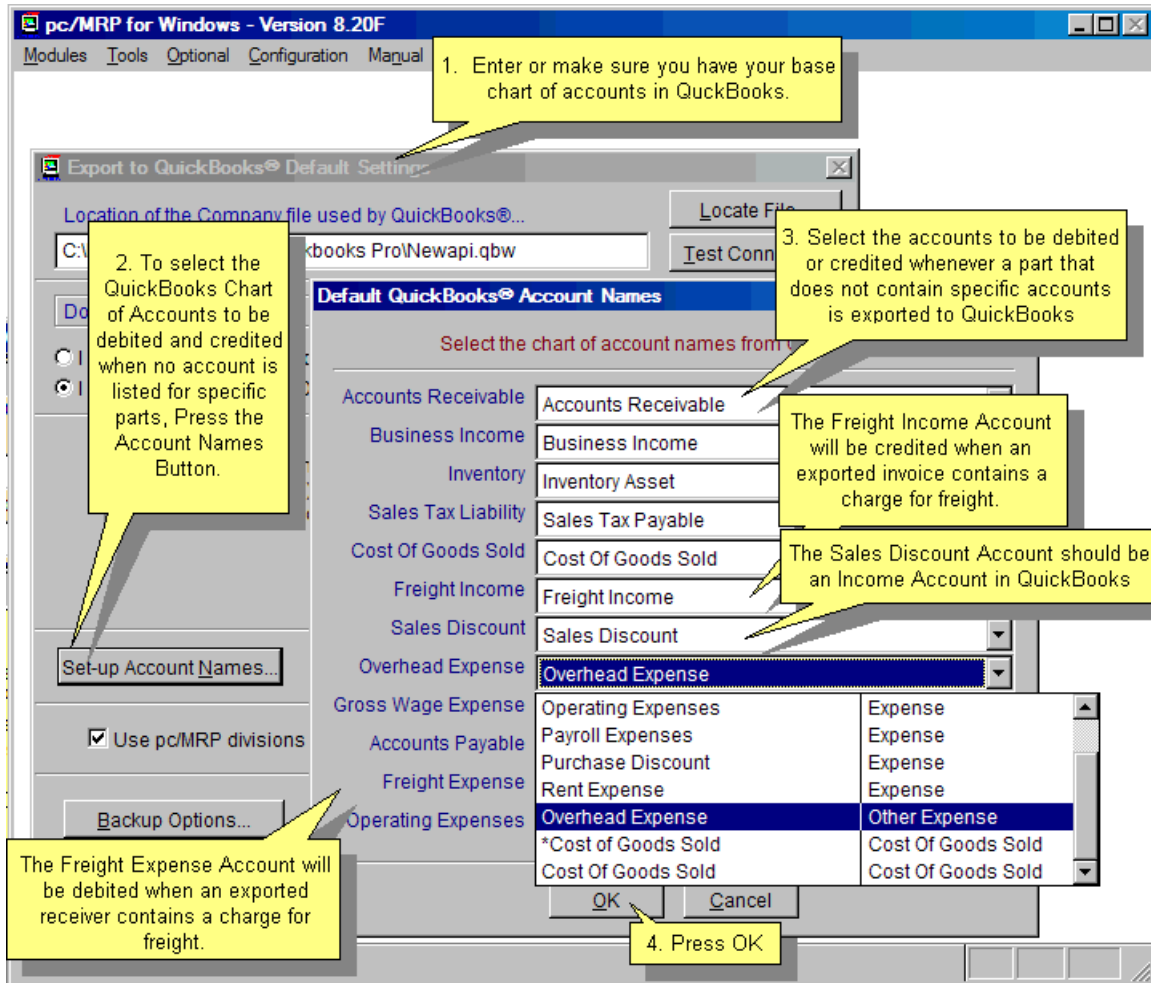 pc/MRP for Windows - Version 8.20F
Modules Tools Optional Configuration Manual
1. Enter or make sure you have your base
chart of accounts in QuckBooks.
Export to QuickBooks® Default Settings
Location of the Company file used by QuickBooks®...
Locate File
C:\
kbooks Pro\Newapi.qbw
Test Conn
2. To select the
QuickBooks Chart
of Accounts to be
debited and credited
when no account is
listed for specific
parts, Press the
Account Names
Button.
3. Select the accounts to be debited
or credited whenever a part that
does not contain specific accounts
is exported to QuickBooks
Do
I
I
Default QuickBooks® Account Names
Select the chart of account names from
Accounts Receivable
Accounts Receivable
Business Income
Business Income
Inventory
Inventory Asset
Sales Tax Liability
Sales Tax Payable
Cost Of Goods Sold
Cost Of Goods Sold
Freight Income
Freight Income
Sales Discount
Sales Discount
Overhead Expense
Overhead Expense
The Freight Income Account
will be credited when an
exported invoice contains a
charge for freight.
The Sales Discount Account should be
an Income Account in QuickBooks
Set-up Account Names...
Gross Wage Expense
Accounts Payable
Freight Expense
Operating Expenses
Operating Expenses Expense
Payroll Expenses Expense
Purchase Discount Expense
Rent Expense Expense
Overhead Expense Other Expense
*Cost of Goods Sold Cost Of Goods Sold
Cost Of Goods Sold Cost Of Goods Sold
Use pc/MRP divisions
Backup Options...
The Freight Expense Account will
be debited when an exported
receiver contains a charge for
freight.
OK
Cancel
4. Press OK